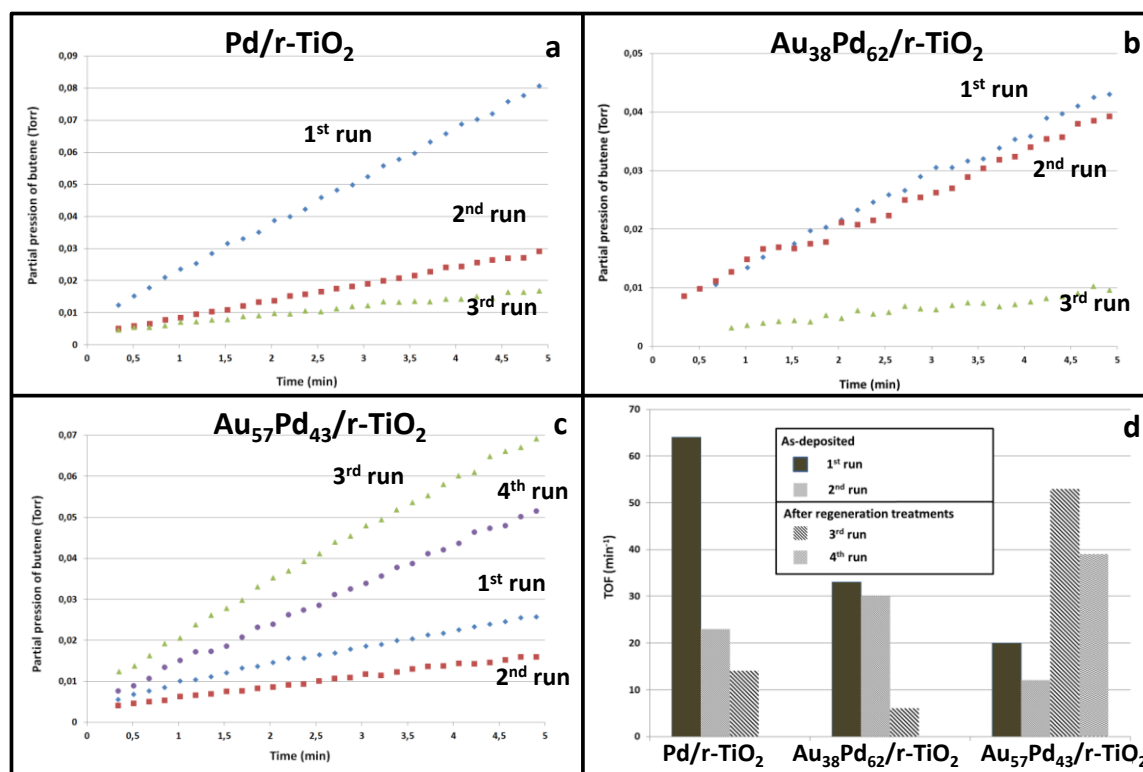 Pd/r-TiO₂
a
Partial pression of butene (Torr)
0,09
0,08
0,07
0,06
0,05
0,04
0,03
0,02
0,01
0
1st run
2nd run
3rd run
0 0,5 1 1,5 2 2,5 3 3,5 4 4,5 5
Time (min)
Au₃₈Pd₆₂/r-TiO₂
b
Partial pression of butene (Torr)
0,05
0,04
0,03
0,02
0,01
0
1st run
2nd run
3rd run
0 0,5 1 1,5 2 2,5 3 3,5 4 4,5 5
Time (min)
Au₅₇Pd₄₃/r-TiO₂
c
Partial pression of butene (Torr)
0,07
0,06
0,05
0,04
0,03
0,02
0,01
0
3rd run
4th run
1st run
2nd run
0 0,5 1 1,5 2 2,5 3 3,5 4 4,5 5
Time (min)
d
TOF (min⁻¹)
70
60
50
40
30
20
10
0
As-deposited
1st run
2nd run
After regeneration treatments
3rd run
4th run
Pd/r-TiO₂ Au₃₈Pd₆₂/r-TiO₂ Au₅₇Pd₄₃/r-TiO₂